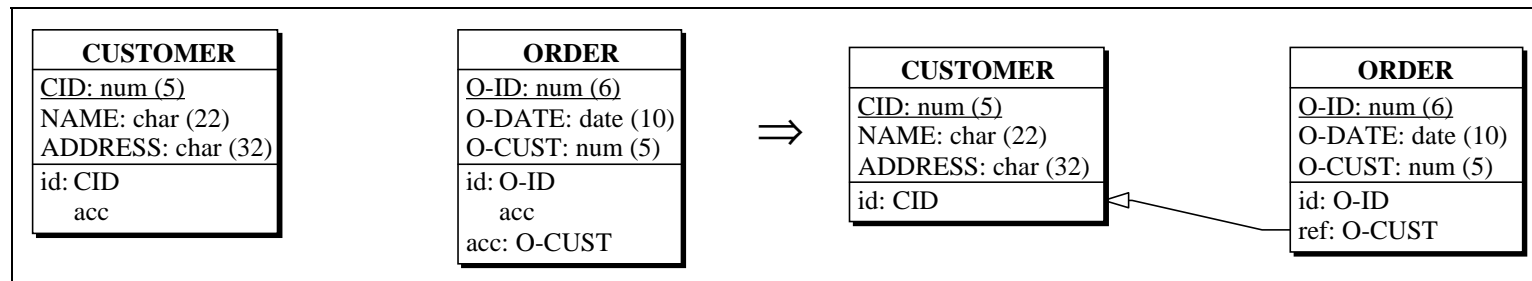 CUSTOMER
CID: num (5)
NAME: char (22)
ADDRESS: char (32)
id: CID
acc
ORDER
O-ID: num (6)
O-DATE: date (10)
O-CUST: num (5)
id: O-ID
acc
acc: O-CUST
⇒
CUSTOMER
CID: num (5)
NAME: char (22)
ADDRESS: char (32)
id: CID
ORDER
O-ID: num (6)
O-DATE: date (10)
O-CUST: num (5)
id: O-ID
ref: O-CUST